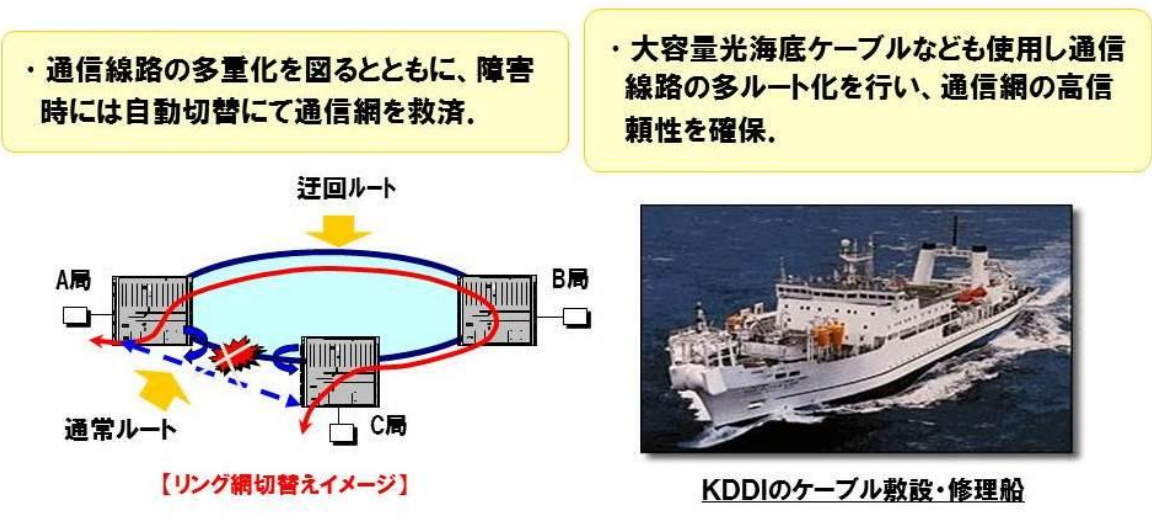 ・通信線路の多重化を図るとともに、障害
時には自動切替にて通信網を救済.
・大容量光海底ケーブルなども使用し通信
線路の多ルート化を行い、通信網の高信
頼性を確保.
迂回ルート
A局
B局
C局
通常ルート
【リング網切替えイメージ】
KDDIのケーブル敷設・修理船